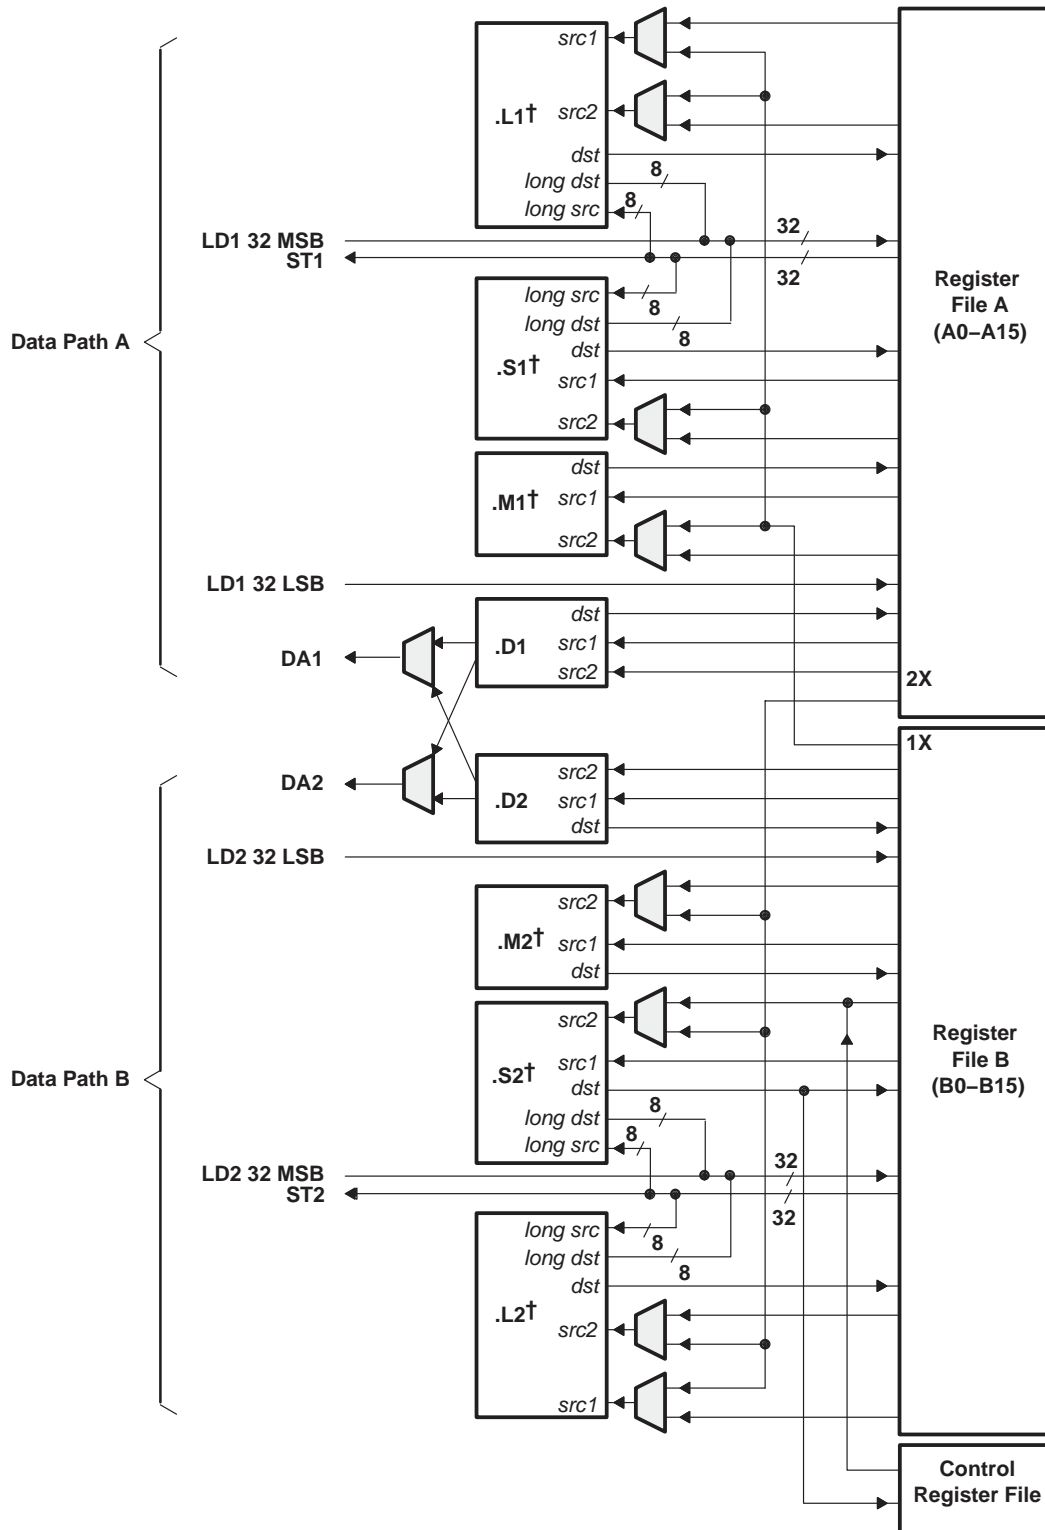 src1
.L1†
src2
dst
long dst
8
long src
8
LD1 32 MSB
32
ST1
32
Data Path A
long src
8
long dst
8
dst
.S1†
src1
src2
Register
File A
(A0–A15)
dst
.M1†
src1
src2
LD1 32 LSB
dst
.D1
src1
src2
DA1
2X
1X
DA2
src2
.D2
src1
dst
LD2 32 LSB
src2
.M2†
src1
dst
src2
.S2†
src1
dst
long dst
8
long src
8
Data Path B
Register
File B
(B0–B15)
LD2 32 MSB
32
ST2
32
long src
8
long dst
8
dst
.L2†
src2
src1
Control
Register File